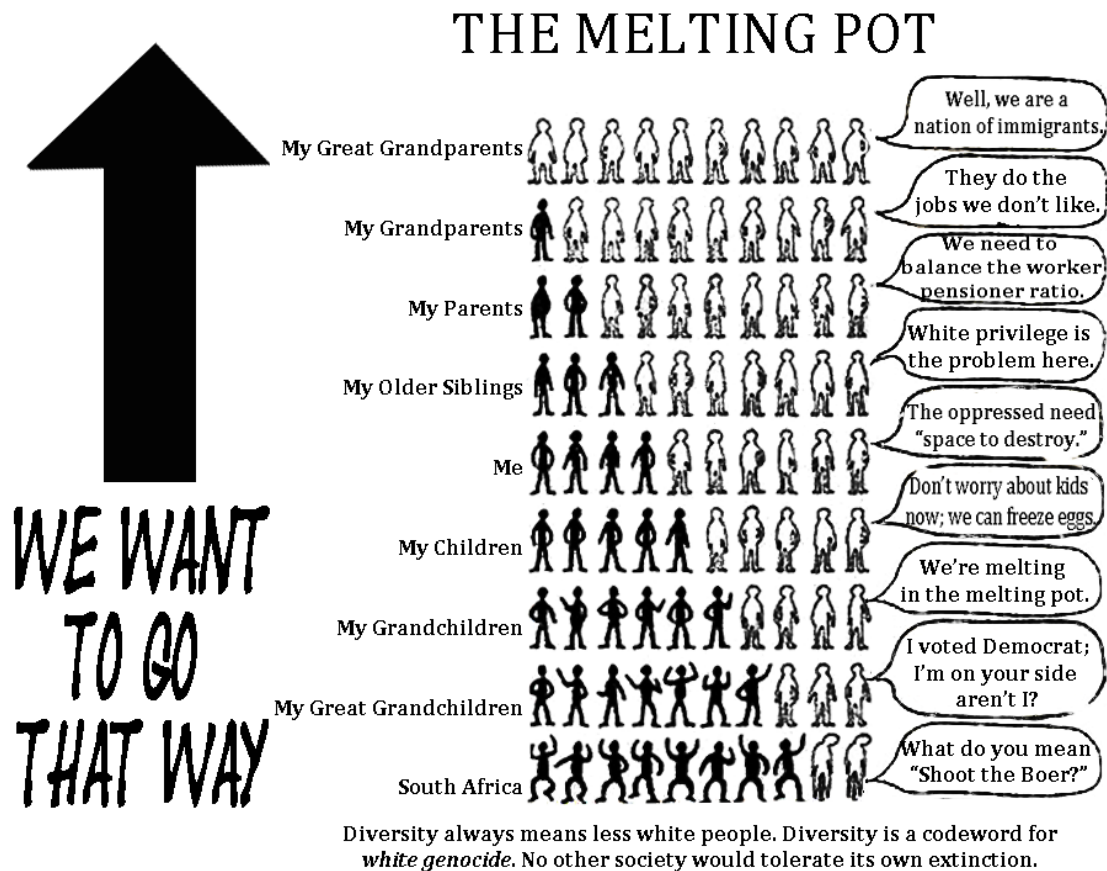 THE MELTING POT
My Great Grandparents
Well, we are a
nation of immigrants.
My Grandparents
They do the
jobs we don't like.
My Parents
We need to
balance the worker
pensioner ratio.
My Older Siblings
White privilege is
the problem here.
Me
The oppressed need
“space to destroy.”
My Children
Don't worry about kids
now; we can freeze eggs.
My Grandchildren
We're melting
in the melting pot.
My Great Grandchildren
I voted Democrat;
I'm on your side
aren't I?
South Africa
What do you mean
“Shoot the Boer?”
WE WANT
TO GO
THAT WAY
Diversity always means less white people. Diversity is a codeword for
white genocide. No other society would tolerate its own extinction.